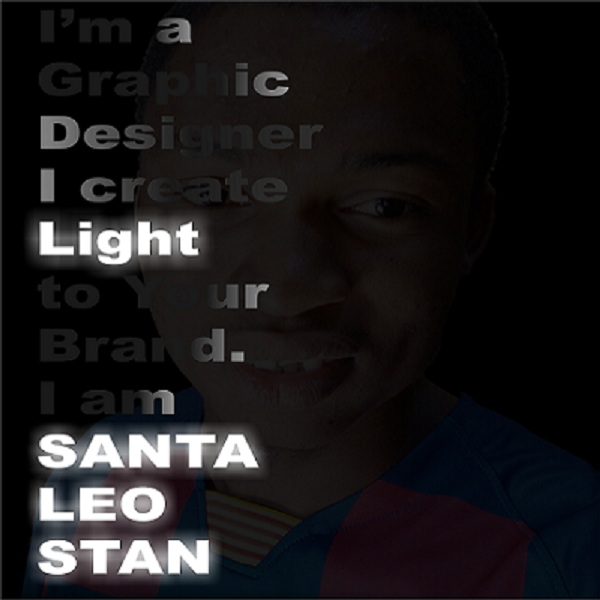 I'm a
Graphic
Designer
I create
Light
to Your
Brand.
I am
SANTA
LEO
STAN